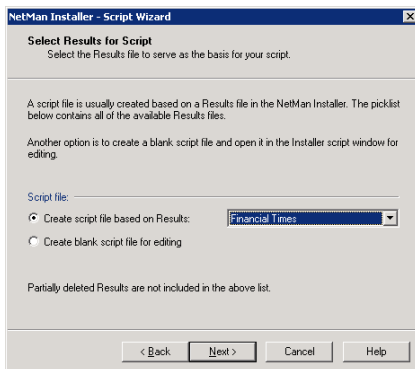 NetMan Installer - Script Wizard
Select Results for Script
Select the Results file to serve as the basis for your script.
A script file is usually created based on a Results file in the NetMan Installer. The picklist
below contains all of the available Results files.
Another option is to create a blank script file and open it in the Installer script window for
editing.
Script file:
Create script file based on Results: Financial Times
Create blank script file for editing
Partially deleted Results are not included in the above list.
< Back Next > Cancel Help